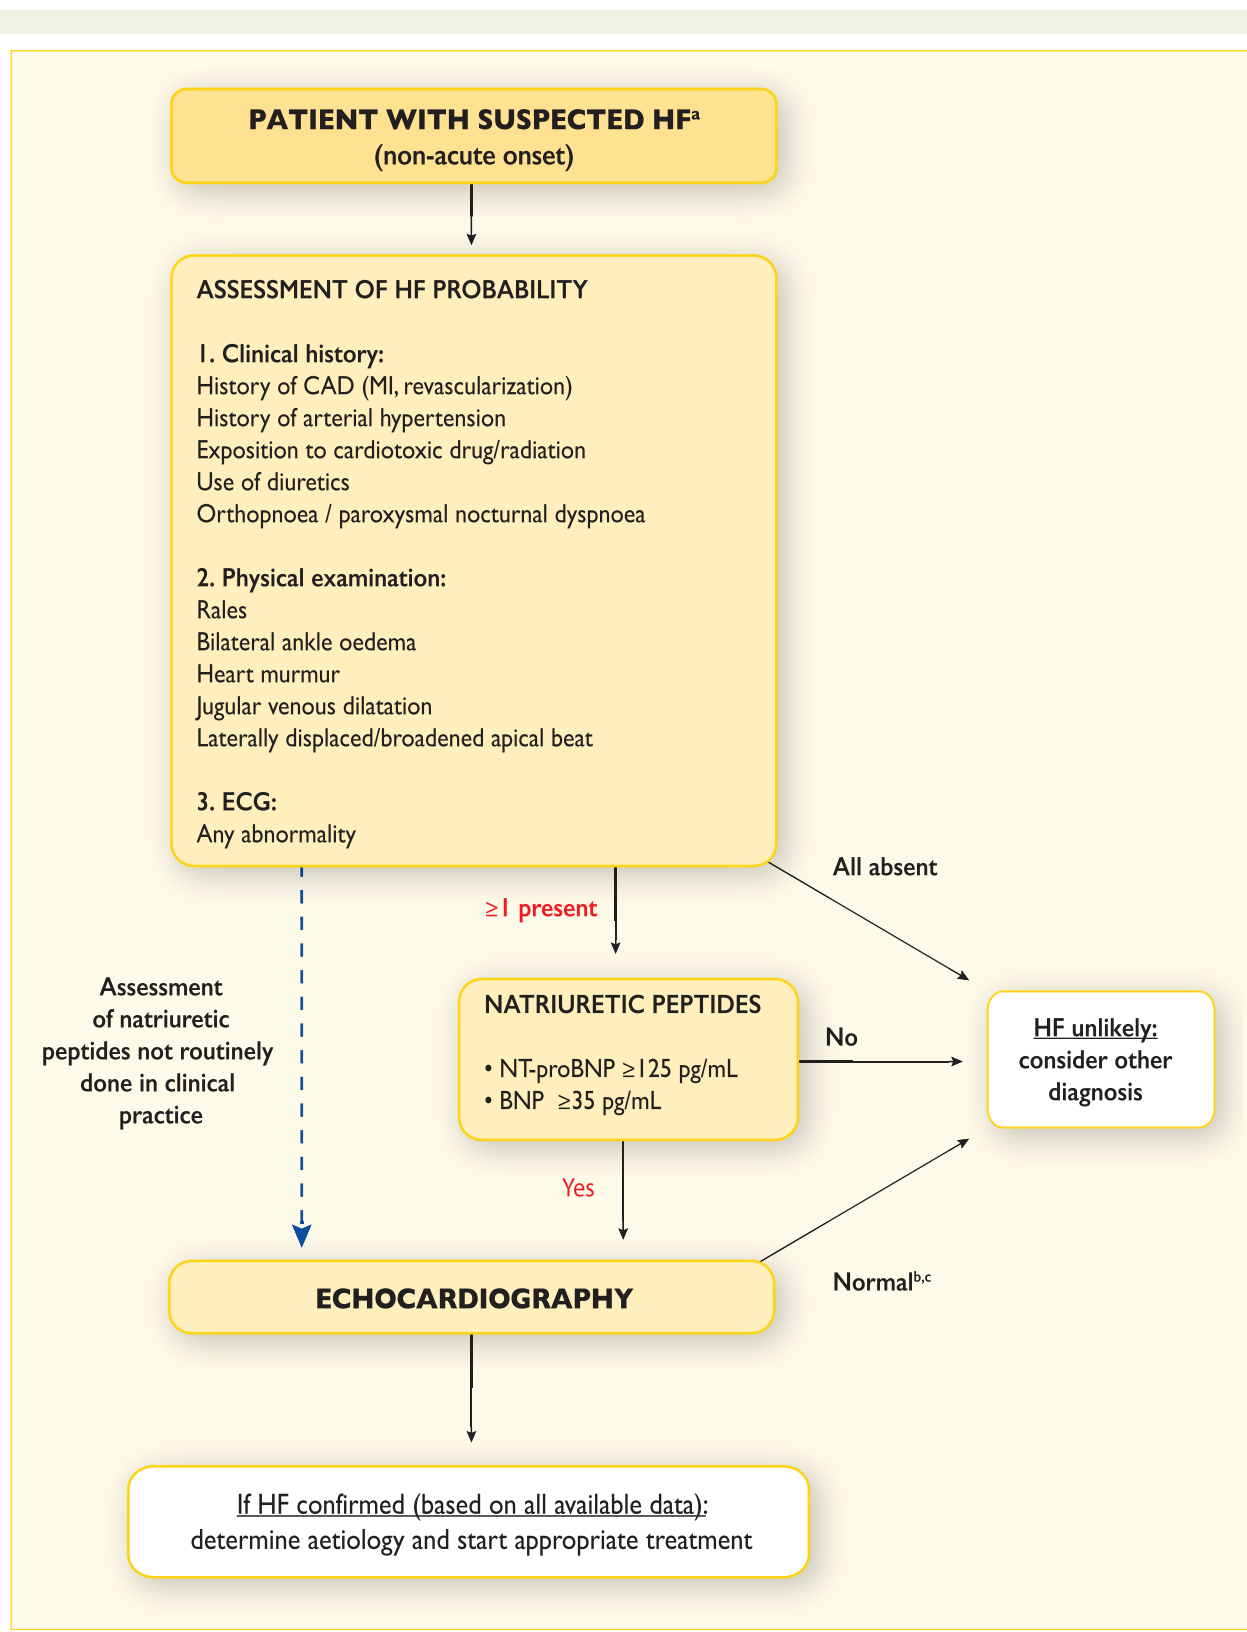 PATIENT WITH SUSPECTED HFᵃ
(non-acute onset)
ASSESSMENT OF HF PROBABILITY
1. Clinical history:
History of CAD (MI, revascularization)
History of arterial hypertension
Exposition to cardiotoxic drug/radiation
Use of diuretics
Orthopnoea / paroxysmal nocturnal dyspnoea
2. Physical examination:
Rales
Bilateral ankle oedema
Heart murmur
Jugular venous dilatation
Laterally displaced/broadened apical beat
3. ECG:
Any abnormality
All absent
≥1 present
Assessment
of natriuretic
peptides not routinely
done in clinical
practice
NATRIURETIC PEPTIDES
• NT-proBNP ≥125 pg/mL
• BNP ≥35 pg/mL
No
HF unlikely:
consider other
diagnosis
Yes
Normalᵇ,ᶜ
ECHOCARDIOGRAPHY
If HF confirmed (based on all available data):
determine aetiology and start appropriate treatment